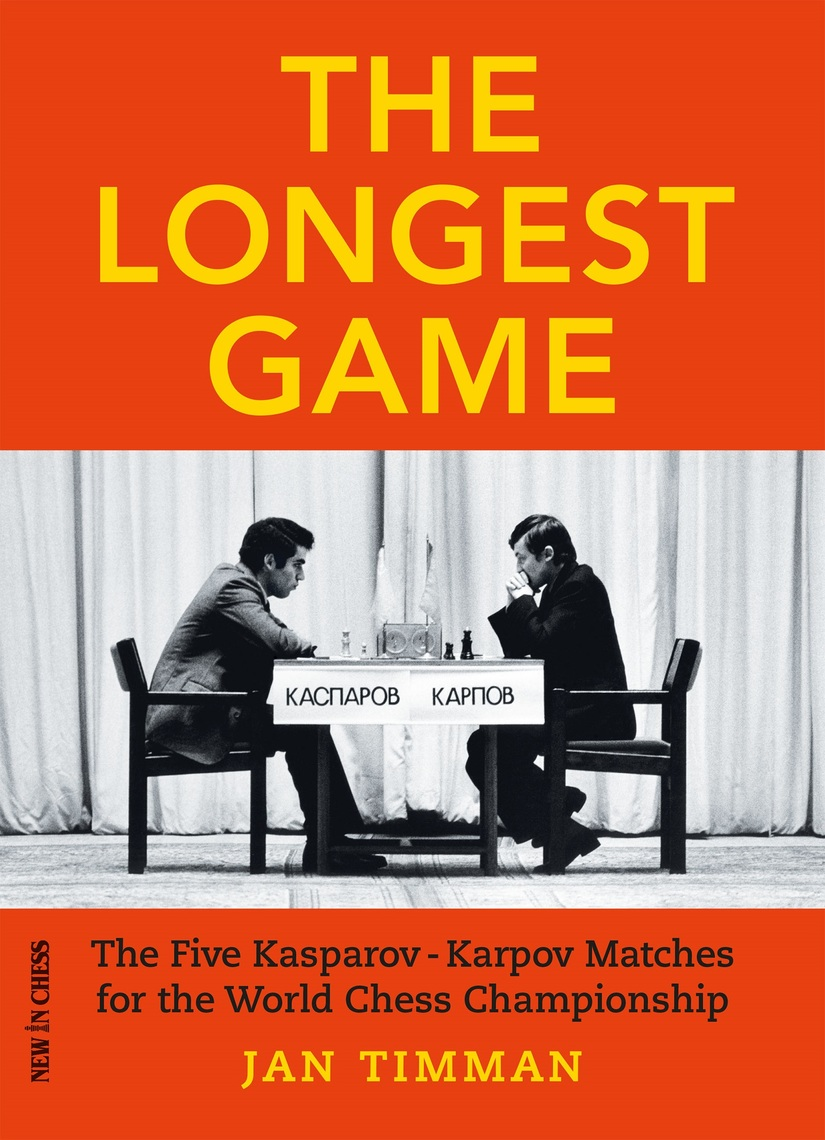 THE
LONGEST
GAME
КАСПАРОВ КАРПОВ
The Five Kasparov - Karpov Matches
for the World Chess Championship
JAN TIMMAN
NEW IN CHESS